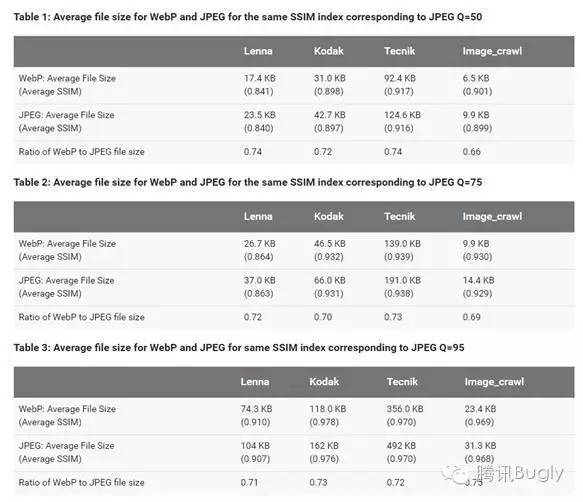 Table 1: Average file size for WebP and JPEG for the same SSIM index corresponding to JPEG Q=50
Lenna Kodak Tecnik Image_crawl
WebP: Average File Size 17.4 KB 31.0 KB 92.4 KB 6.5 KB
(Average SSIM) (0.841) (0.898) (0.917) (0.901)
JPEG: Average File Size 23.5 KB 42.7 KB 124.6 KB 9.9 KB
(Average SSIM) (0.840) (0.897) (0.916) (0.899)
Ratio of WebP to JPEG file size 0.74 0.72 0.74 0.66
Table 2: Average file size for WebP and JPEG for the same SSIM index corresponding to JPEG Q=75
Lenna Kodak Tecnik Image_crawl
WebP: Average File Size 26.7 KB 46.5 KB 139.0 KB 9.9 KB
(Average SSIM) (0.864) (0.932) (0.939) (0.930)
JPEG: Average File Size 37.0 KB 66.0 KB 191.0 KB 14.4 KB
(Average SSIM) (0.863) (0.931) (0.938) (0.929)
Ratio of WebP to JPEG file size 0.72 0.70 0.73 0.69
Table 3: Average file size for WebP and JPEG for same SSIM index corresponding to JPEG Q=95
Lenna Kodak Tecnik Image_crawl
WebP: Average File Size 74.3 KB 118.0 KB 356.0 KB 23.4 KB
(Average SSIM) (0.910) (0.978) (0.970) (0.969)
JPEG: Average File Size 104 KB 162 KB 492 KB 31.3 KB
(Average SSIM) (0.907) (0.976) (0.970) (0.968)
Ratio of WebP to JPEG file size 0.71 0.73 0.72 0.75
腾讯Bugly